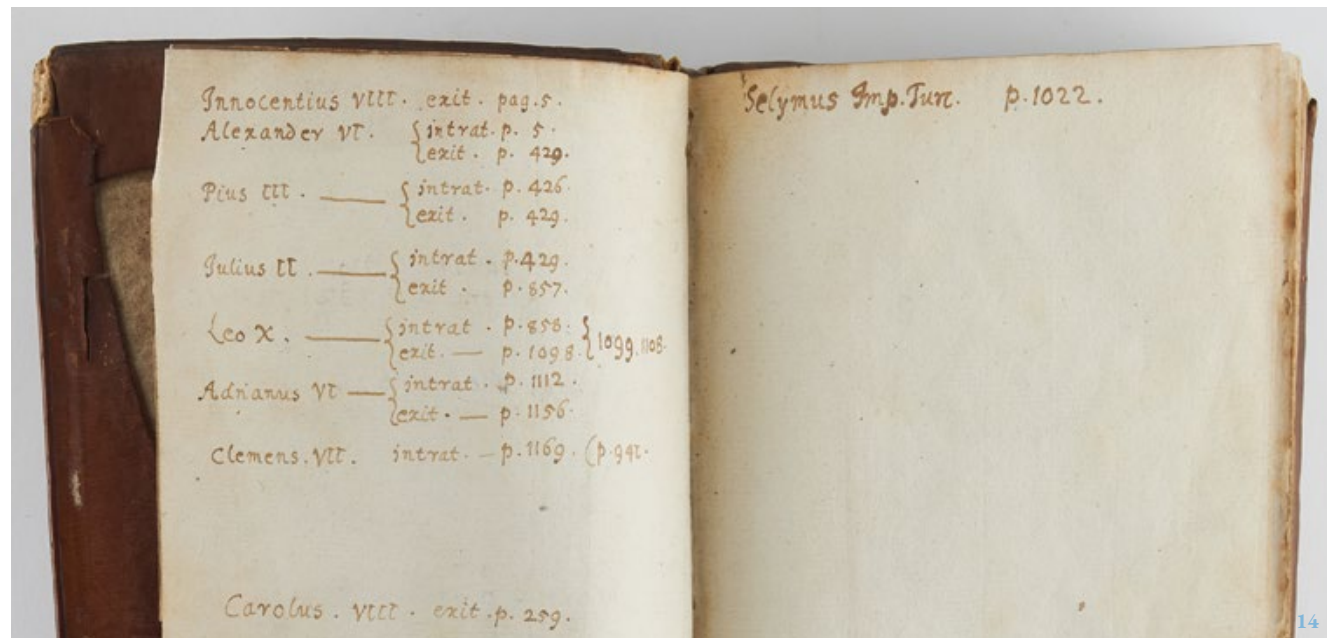 Innocentius VIII. exit. pag. 5.
Alexander VI. { intrat. p. 5.
{ exit. p. 429.
Pius III. — { intrat. p. 426.
{ exit. p. 429.
Julius II. — { intrat. p. 429.
{ exit. p. 857.
Leo X. — { intrat. p. 858.
{ exit. — p. 1098. { 1099. 1108.
Adrianus VI — { intrat. p. 1112.
{ exit. — p. 1156.
Clemens. VII. intrat. — p. 1169. (p. 941.
Carolus. VIII. exit. p. 259.
Selymus Imp. Turc. p. 1022.
14